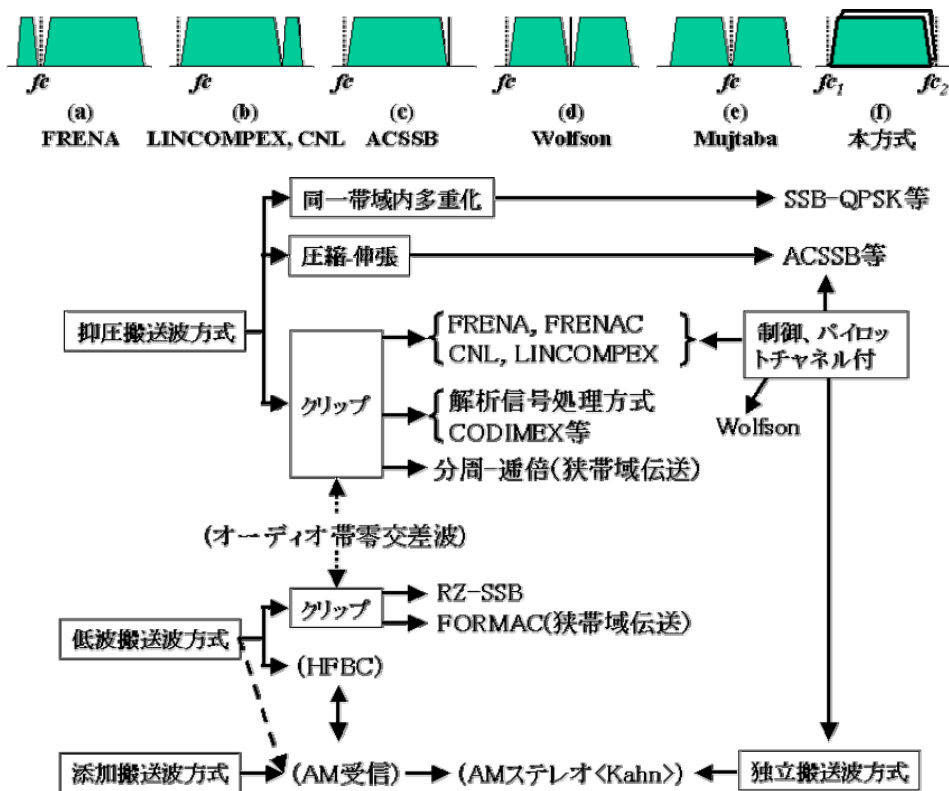 fc fc fc fc fc fc1 fc2
(a) (b) (c) (d) (e) (f)
FRENA LINCOMPEX, CNL ACSSB Wolfson Mujtaba 本方式
同一帯域内多重化
SSB-QPSK等
圧縮-伸張
ACSSB等
抑圧搬送波方式
クリップ
FRENA, FRENAC
CNL, LINCOMPEX
制御、パイロッ
トチャネル付
解析信号処理方式
CODIMEX等
Wolfson
分周-逓倍(狭帯域伝送)
(オーディオ帯零交差波)
クリップ
RZ-SSB
FORMAC(狭帯域伝送)
低波搬送波方式
(HFBC)
添加搬送波方式
(AM受信)
(AMステレオ<Kahn>)
独立搬送波方式